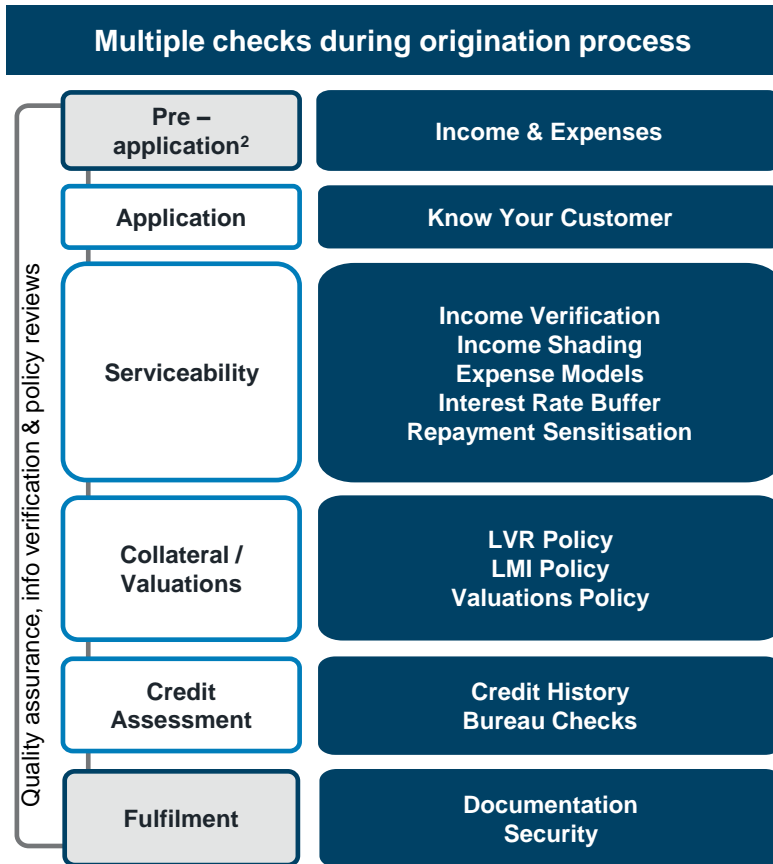 Multiple checks during origination process
Quality assurance, info verification & policy reviews
Pre –
application²
Income & Expenses
Application
Know Your Customer
Serviceability
Income Verification
Income Shading
Expense Models
Interest Rate Buffer
Repayment Sensitisation
Collateral /
Valuations
LVR Policy
LMI Policy
Valuations Policy
Credit
Assessment
Credit History
Bureau Checks
Fulfilment
Documentation
Security